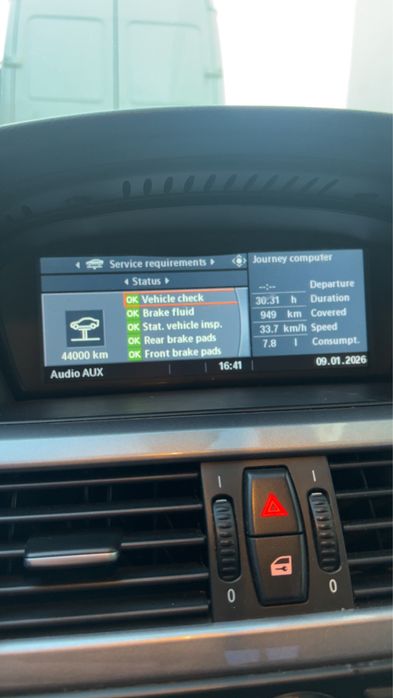 Service requirements
Status
OK Vehicle check
OK Brake fluid
OK Stat. vehicle insp.
OK Rear brake pads
OK Front brake pads
44000 km
Journey computer
--:-- Departure
30.31 h Duration
949 km Covered
33.7 km/h Speed
7.8 l Consumpt.
Audio AUX
16:41
09.01.2026
I
I
0
0